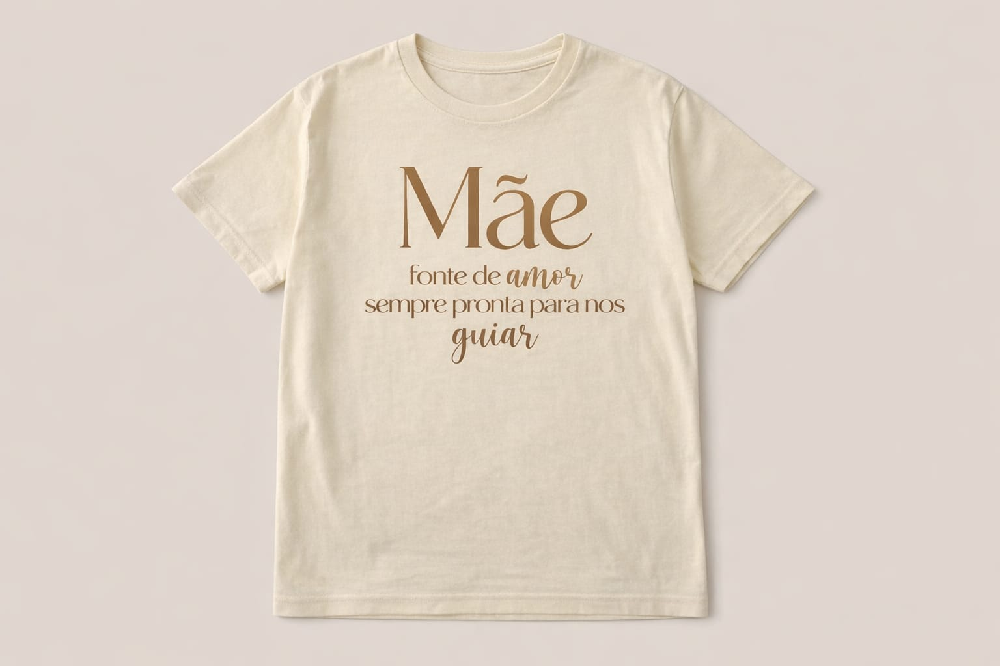 Mãe
fonte de amor
sempre pronta para nos
guiar